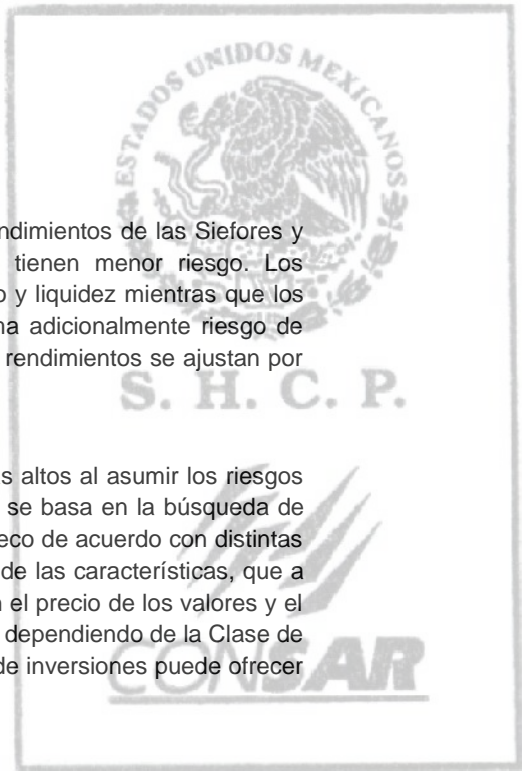 ESTADOS UNIDOS MEXICANOS
ndimientos de las Siefores y
tienen menor riesgo. Los
o y liquidez mientras que los
na adicionalmente riesgo de
rendimientos se ajustan por
S. H. C. P.
s altos al asumir los riesgos
se basa en la búsqueda de
eco de acuerdo con distintas
de las características, que a
n el precio de los valores y el
dependiendo de la Clase de
de inversiones puede ofrecer
CONSAR